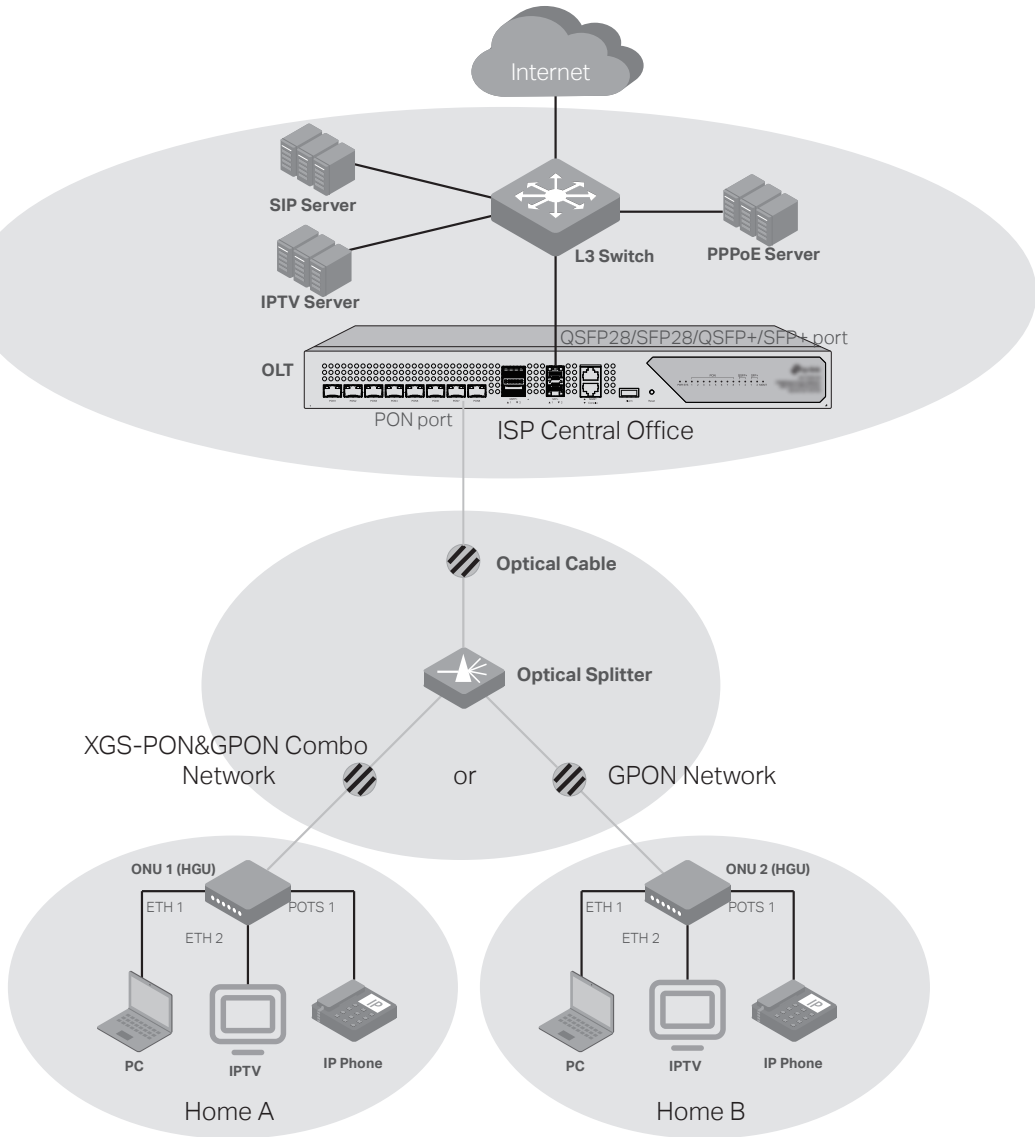 Internet
SIP Server
L3 Switch
PPPoE Server
IPTV Server
QSFP28/SFP28/QSFP+/SFP+ port
OLT
PON port
ISP Central Office
Optical Cable
Optical Splitter
XGS-PON&GPON Combo
Network
or
GPON Network
ONU 1 (HGU)
ETH 1
POTS 1
ETH 2
IP
PC
IPTV
IP Phone
Home A
ONU 2 (HGU)
ETH 1
POTS 1
ETH 2
IP
PC
IPTV
IP Phone
Home B